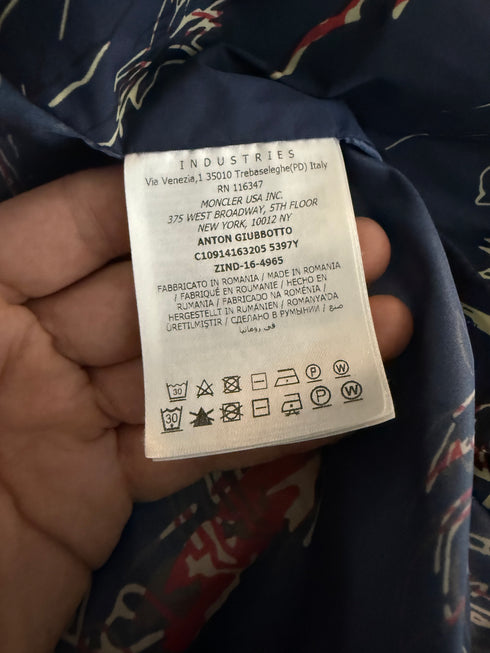 INDUSTRIES
Via Venezia,1 35010 Trebaseleghe(PD) Italy
RN 116347
MONCLER USA INC.
375 WEST BROADWAY, 5TH FLOOR
NEW YORK, 10012 NY
ANTON GIUBBOTTO
C10914163205 5397Y
ZIND-16-4965
FABBRICATO IN ROMANIA / MADE IN ROMANIA
/ FABRIQUÉ EN ROUMANIE / HECHO EN
RUMANIA / FABRICADO NA ROMÉNIA /
HERGESTELLT IN RUMÄNIEN / ROMANYA'DA
ÜRETILMIŞTIR / СДЕЛАНО В РУМЫНИИ / صنع
في رومانيا
30 P W
30 P W